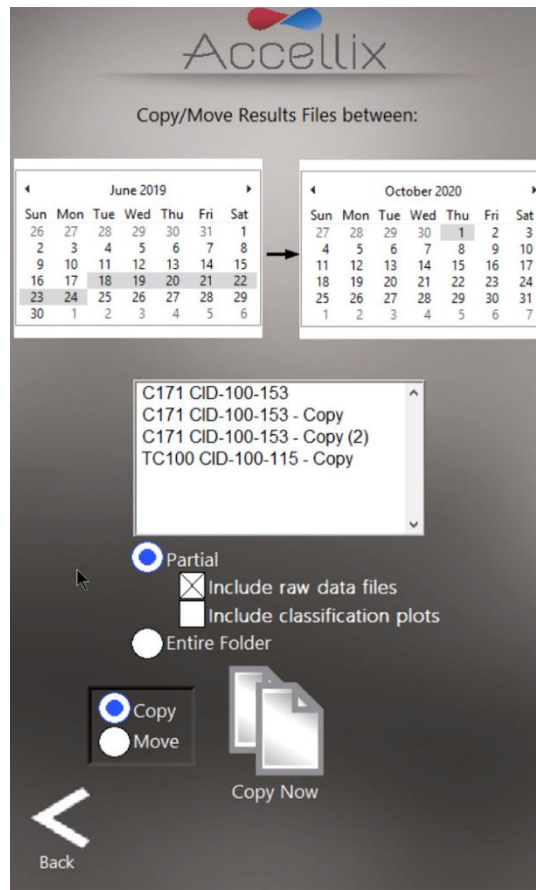 Accellix
Copy/Move Results Files between:
June 2019
Sun Mon Tue Wed Thu Fri Sat
26 27 28 29 30 31 1
2 3 4 5 6 7 8
9 10 11 12 13 14 15
16 17 18 19 20 21 22
23 24 25 26 27 28 29
30 1 2 3 4 5 6
October 2020
Sun Mon Tue Wed Thu Fri Sat
27 28 29 30 1 2 3
4 5 6 7 8 9 10
11 12 13 14 15 16 17
18 19 20 21 22 23 24
25 26 27 28 29 30 31
1 2 3 4 5 6 7
C171 CID-100-153
C171 CID-100-153 - Copy
C171 CID-100-153 - Copy (2)
TC100 CID-100-115 - Copy
Partial
Include raw data files
Include classification plots
Entire Folder
Copy
Move
Copy Now
Back